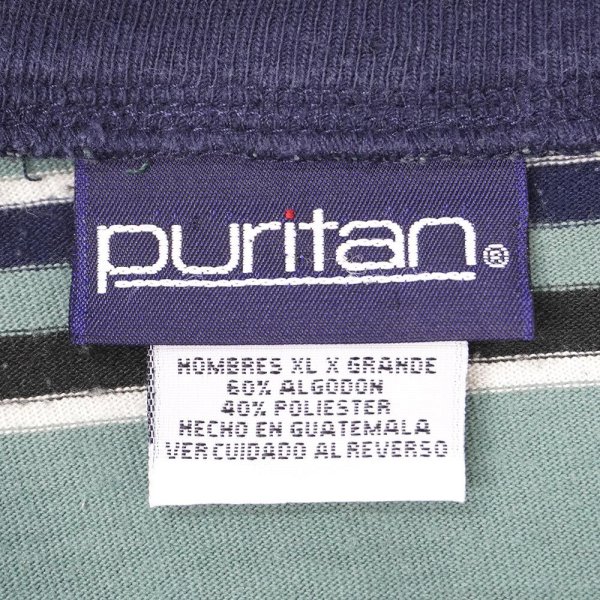 puritan®
HOMBRES XL X GRANDE
60% ALGODON
40% POLIESTER
HECHO EN GUATEMALA
VER CUIDADO AL REVERSO